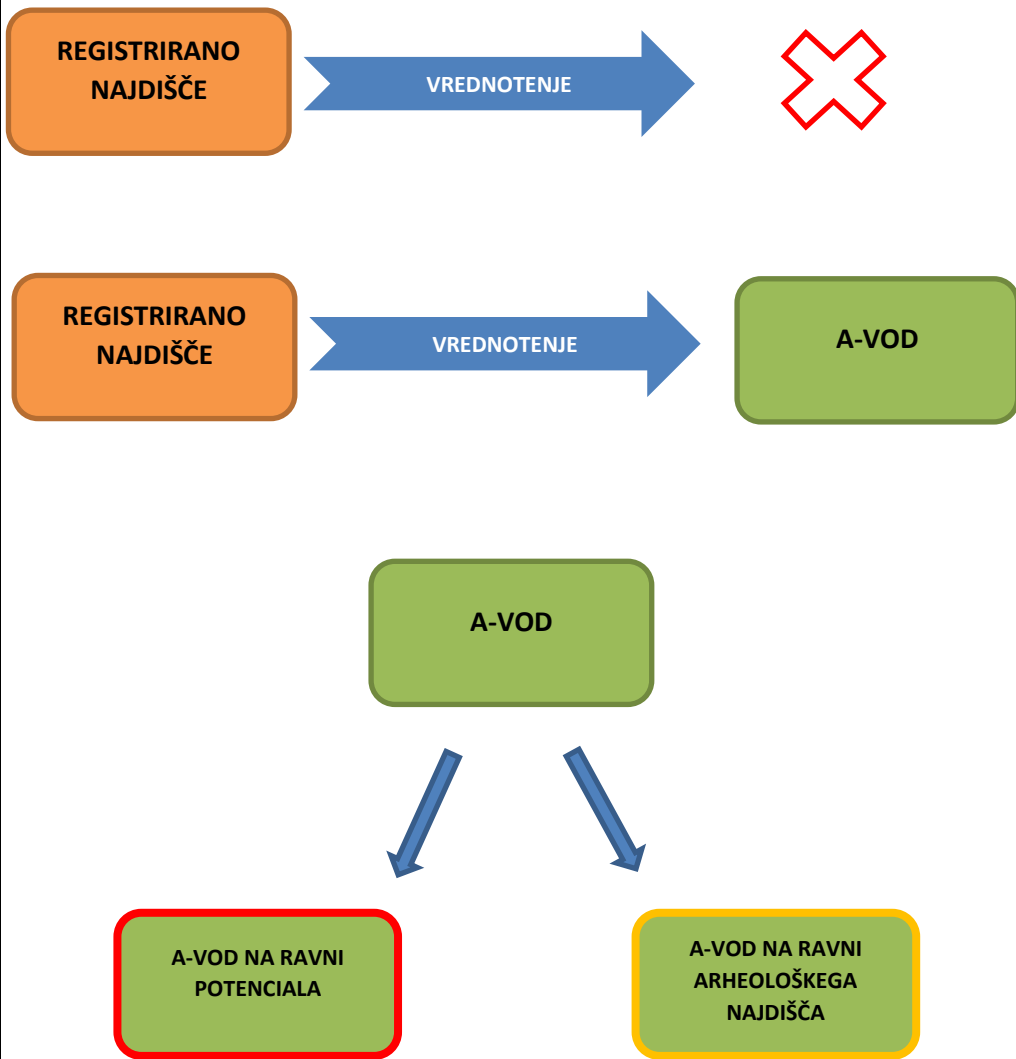 REGISTRIRANO
NAJDIŠČE
VREDNOTENJE
REGISTRIRANO
NAJDIŠČE
VREDNOTENJE
A-VOD
A-VOD
A-VOD NA RAVNI
POTENCIALA
A-VOD NA RAVNI
ARHEOLOŠKEGA
NAJDIŠČA